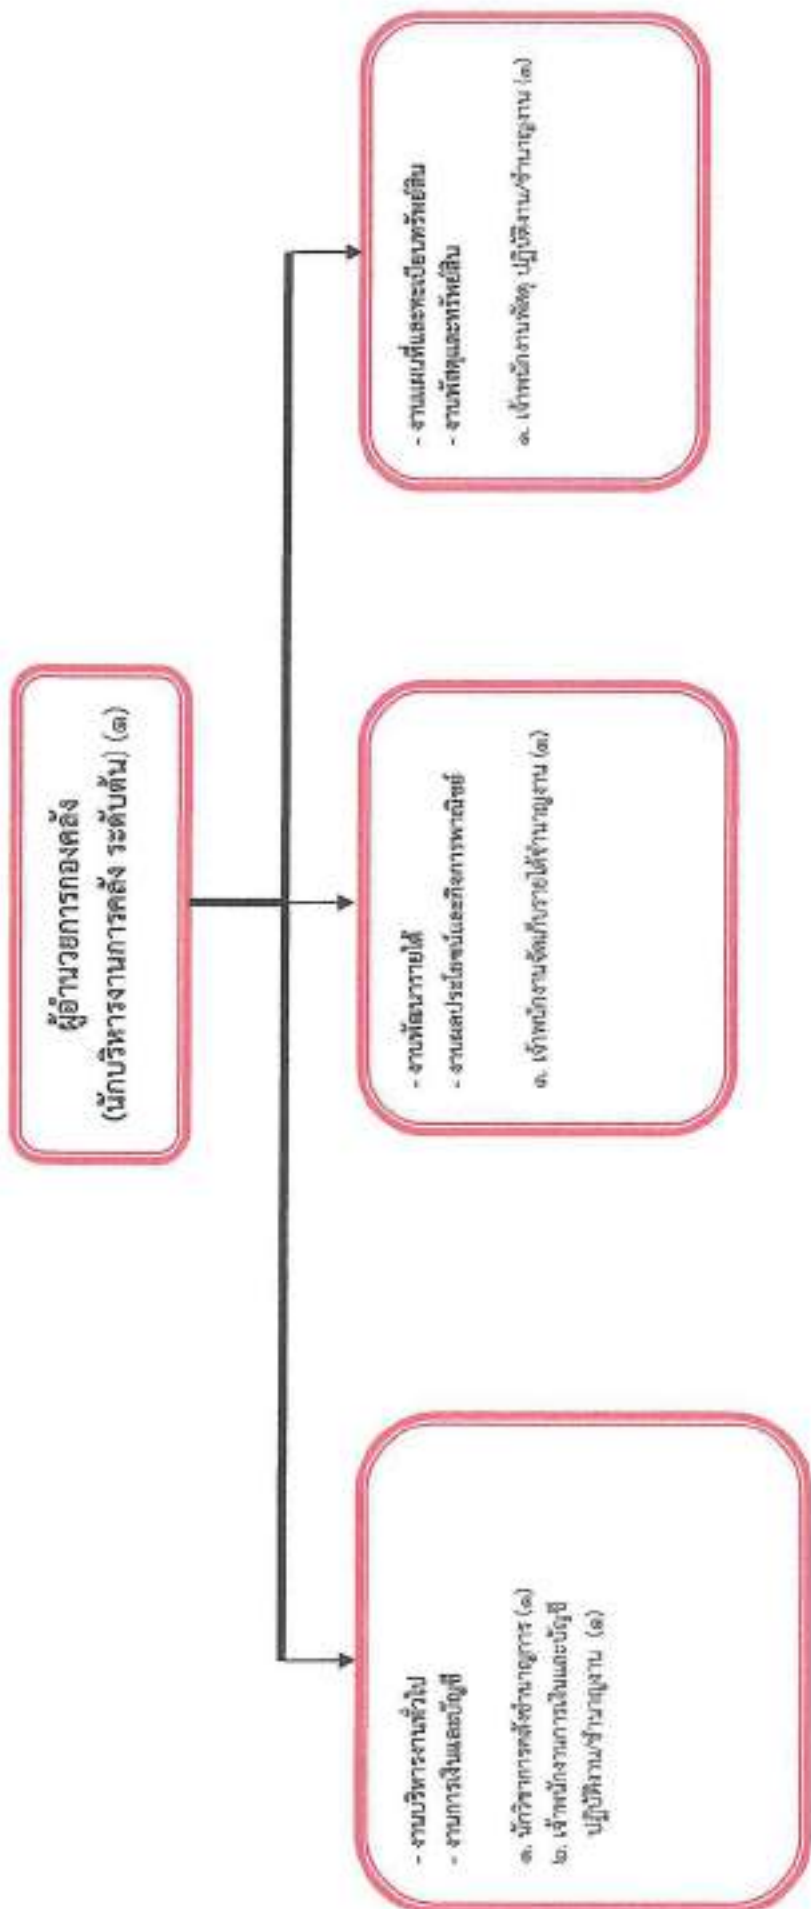 ผู้อำนวยการกองคลัง
(นักบริหารงานการคลัง ระดับต้น) (๑)
- งานบริหารงานทั่วไป
- งานการเงินและบัญชี
๑. นักวิชาการคลังชำนาญการ (๑)
๒. เจ้าพนักงานการเงินและบัญชี
ปฏิบัติงาน/ชำนาญงาน (๑)
- งานพัฒนารายได้
- งานผลประโยชน์และกิจการพาณิชย์
๑. เจ้าพนักงานจัดเก็บรายได้ชำนาญงาน (๑)
- งานแผนที่และทะเบียนทรัพย์สิน
- งานพัสดุและทรัพย์สิน
๑. เจ้าพนักงานพัสดุ ปฏิบัติงาน/ชำนาญงาน (๑)